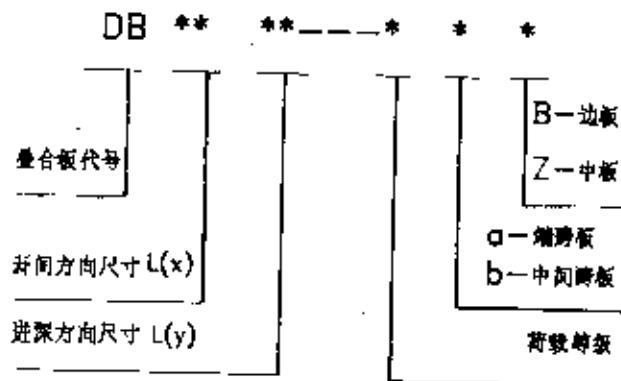 DB ** **---* * *
B—边板
叠合板代号
Z—中板
a—端跨板
开间方向尺寸 L(x)
b—中间跨板
进深方向尺寸 L(y)
荷载等级